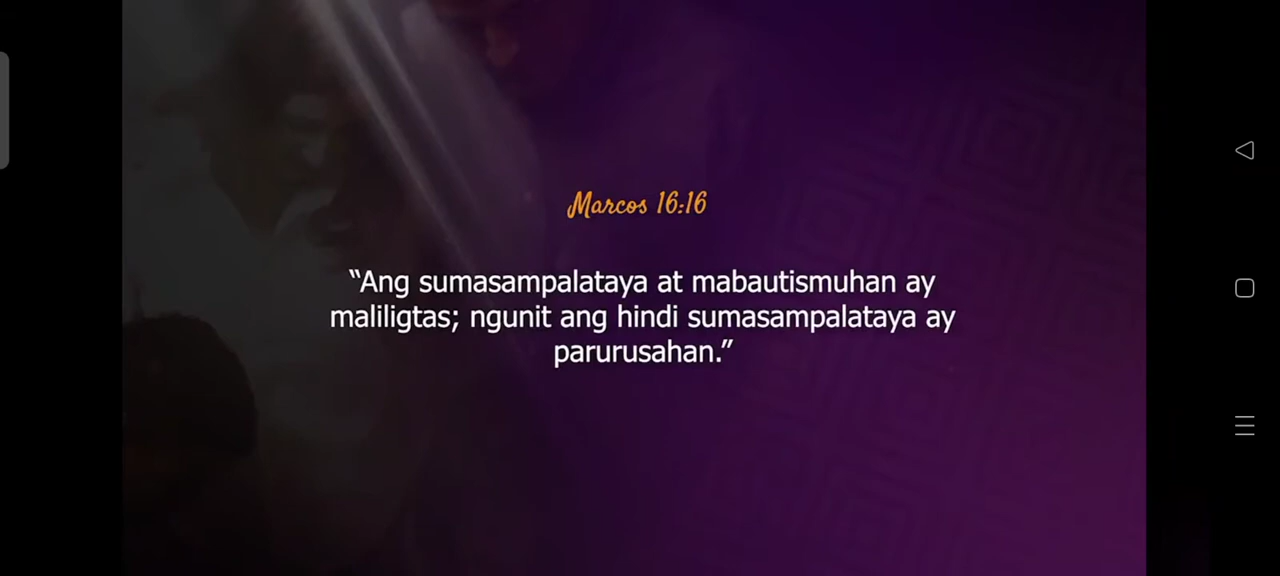 Marcos 16:16
“Ang sumasampalataya at mabautismuhan ay
maliligtas; ngunit ang hindi sumasampalataya ay
parurusahan.”